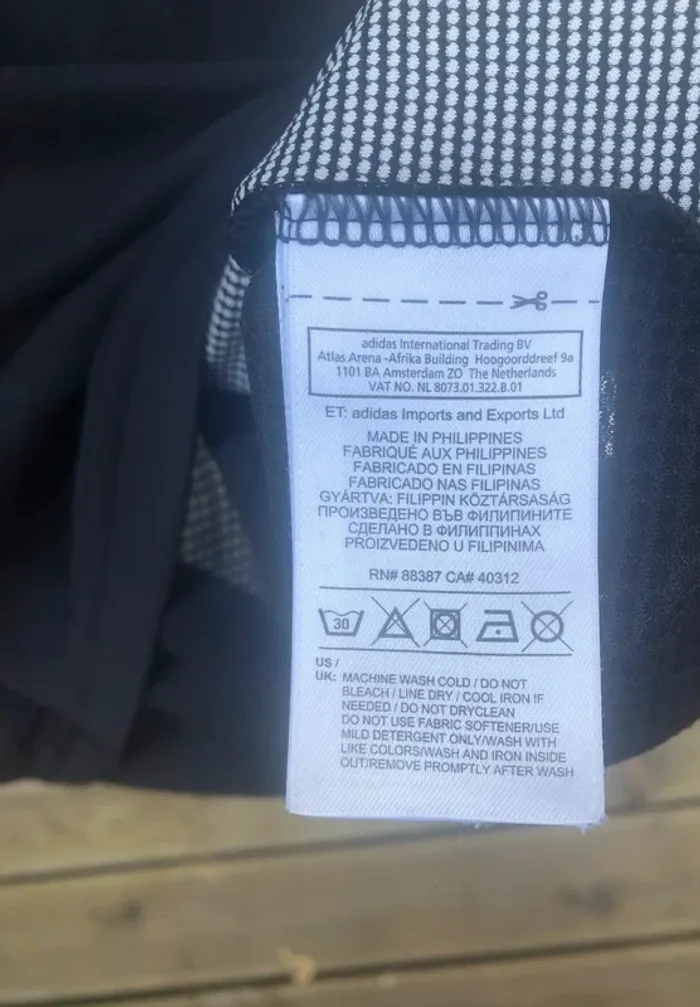 adidas International Trading BV
Atlas Arena -Afrika Building Hoogoorddreef 9a
1101 BA Amsterdam ZO The Netherlands
VAT NO. NL 8073.01.322.B.01
ET: adidas Imports and Exports Ltd
MADE IN PHILIPPINES
FABRIQUÉ AUX PHILIPPINES
FABRICADO EN FILIPINAS
FABRICADO NAS FILIPINAS
GYÁRTVA: FILIPPIN KÖZTÁRSASÁG
ПРОИЗВЕДЕНО ВЪВ ФИЛИПИНИТЕ
СДЕЛАНО В ФИЛИППИНАХ
PROIZVEDENO U FILIPINIMA
RN# 88387 CA# 40312
30
US /
UK: MACHINE WASH COLD / DO NOT
BLEACH / LINE DRY / COOL IRON IF
NEEDED / DO NOT DRYCLEAN
DO NOT USE FABRIC SOFTENER/USE
MILD DETERGENT ONLY/WASH WITH
LIKE COLORS/WASH AND IRON INSIDE
OUT/REMOVE PROMPTLY AFTER WASH